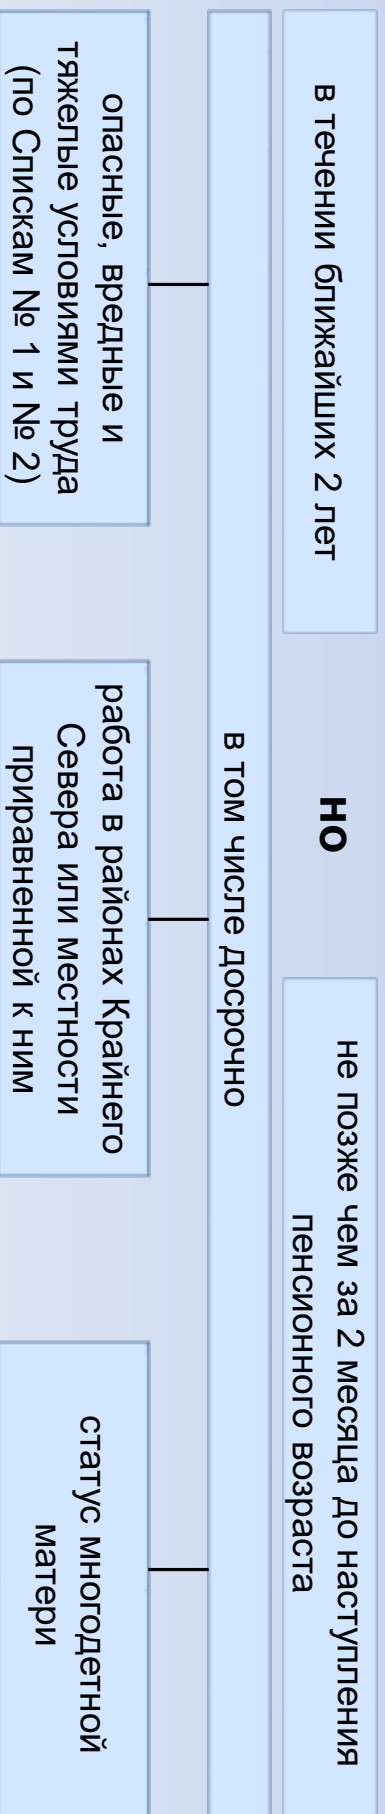 в течении ближайших 2 лет
но
не позже чем за 2 месяца до наступления
пенсионного возраста
в том числе досрочно
опасные, вредные и
тяжелые условиями труда
(по Спискам № 1 и № 2)
работа в районах Крайнего
Севера или местности
приравненной к ним
статус многодетной
матери